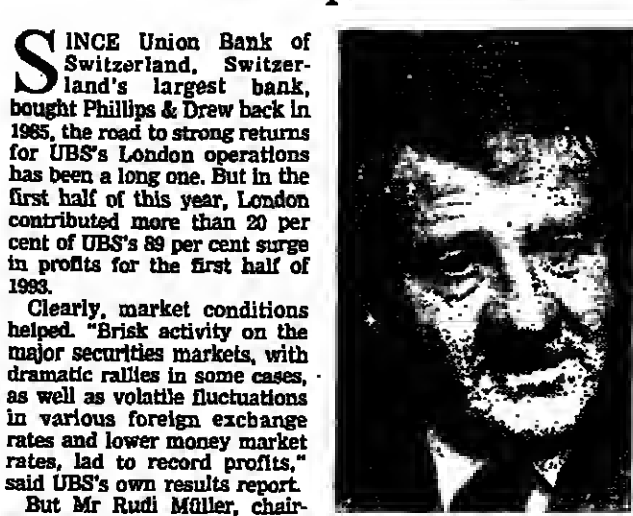 SINCE Union Bank of
Switzerland, Switzer-
land's largest bank,
bought Phillips & Drew back in
1985, the road to strong returns
for UBS's London operations
has been a long one. But in the
first half of this year, London
contributed more than 20 per
cent of UBS's 89 per cent surge
in profits for the first half of
1993.
Clearly, market conditions
helped. "Brisk activity on the
major securities markets, with
dramatic rallies in some cases,
as well as volatile fluctuations
in various foreign exchange
rates and lower money market
rates, lad to record profits,"
said UBS's own results report.
But Mr Rudi Müller, chair-